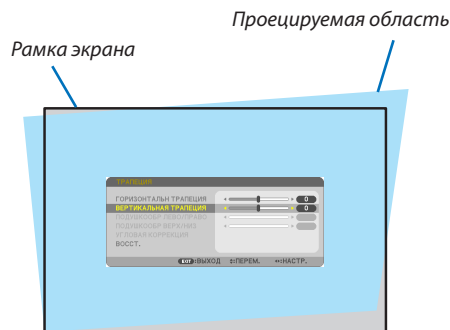 Проецируемая область
Рамка экрана
ТРАПЕЦИЯ
ГОРИЗОНТАЛЬН ТРАПЕЦИЯ 0
ВЕРТИКАЛЬНАЯ ТРАПЕЦИЯ 0
ПОДУШКООБР ЛЕВО/ПРАВО
ПОДУШКООБР ВЕРХ/НИЗ
УГЛОВАЯ КОРРЕКЦИЯ
ВОССТ.
EXIT :ВЫХОД :ПЕРЕМ. :НАСТР.